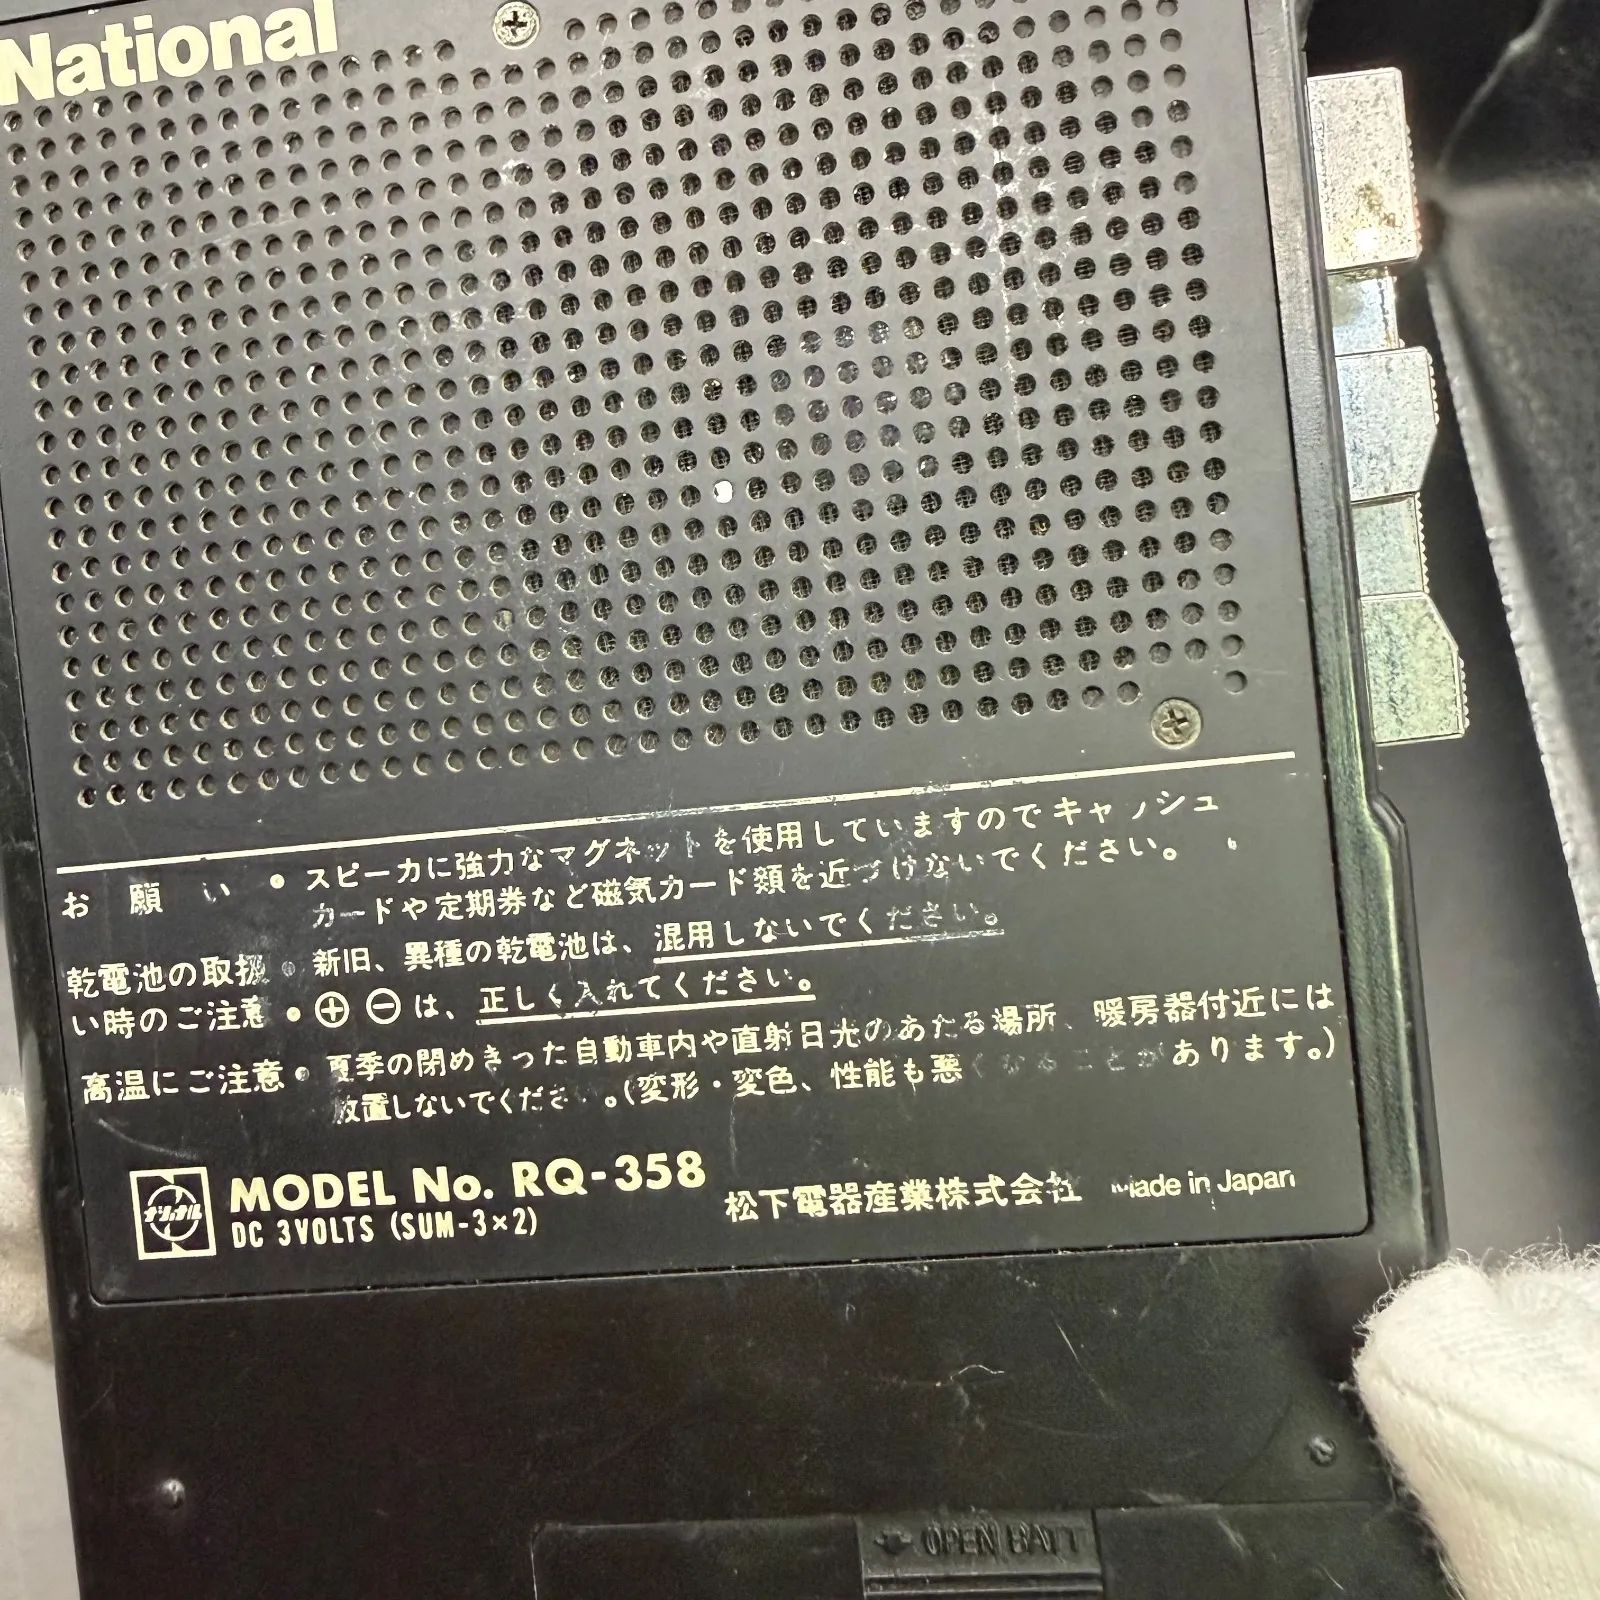 National
お願い ● スピーカに強力なマグネットを使用していますのでキャッシュ
カードや定期券など磁気カード類を近づけないでください。
乾電池の取扱 ● 新旧、異種の乾電池は、混用しないでください。
い時のご注意 ● ⊕ ⊖ は、正しく入れてください。
高温にご注意 ● 夏季の閉めきった自動車内や直射日光のあたる場所、暖房器付近には
放置しないでください。(変形・変色、性能も悪くなることがあります。)
ナショナル
MODEL No. RQ-358
DC 3VOLTS (SUM-3×2)
松下電器産業株式会社 Made in Japan
OPEN BATT